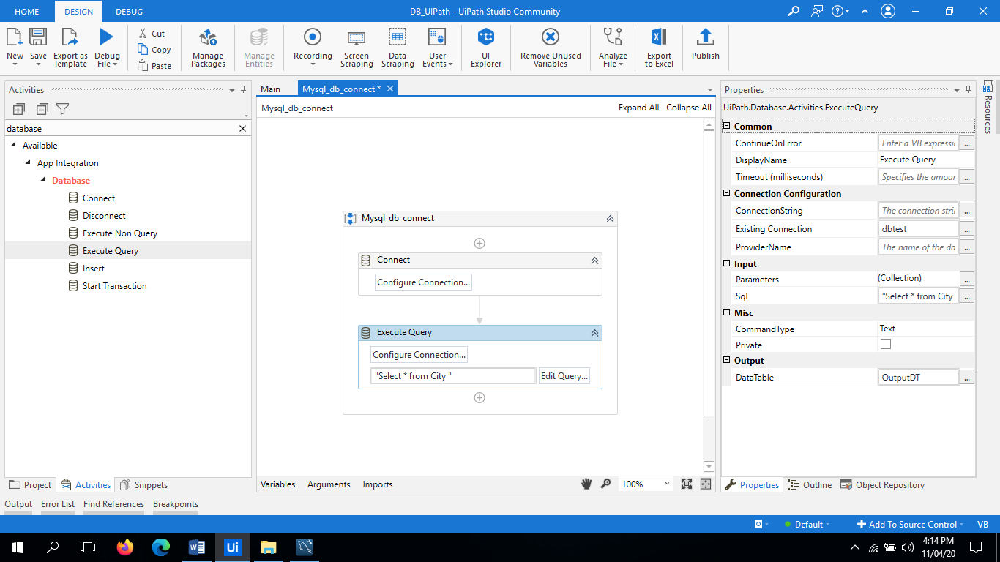 HOME DESIGN DEBUG DB_UIPath - UiPath Studio Community
New Save Export as Template Debug File Cut Copy Paste Manage Packages Manage Entities Recording Screen Scraping Data Scraping User Events UI Explorer Remove Unused Variables Analyze File Export to Excel Publish
Activities
database
Available
App Integration
Database
Connect
Disconnect
Execute Non Query
Execute Query
Insert
Start Transaction
Project Activities Snippets
Main Mysql_db_connect *
Mysql_db_connect Expand All Collapse All
Mysql_db_connect
Connect
Configure Connection...
Execute Query
Configure Connection...
"Select * from City " Edit Query...
Variables Arguments Imports 100%
Properties
UiPath.Database.Activities.ExecuteQuery
Common
ContinueOnError Enter a VB expressi ...
DisplayName Execute Query
Timeout (milliseconds) Specifies the amour ...
Connection Configuration
ConnectionString The connection strii ...
Existing Connection dbtest ...
ProviderName The name of the da ...
Input
Parameters (Collection) ...
Sql "Select * from City ...
Misc
CommandType Text
Private
Output
DataTable OutputDT ...
Properties Outline Object Repository
Resources
Output Error List Find References Breakpoints
Default Add To Source Control VB
Ui
4:14 PM
11/04/20